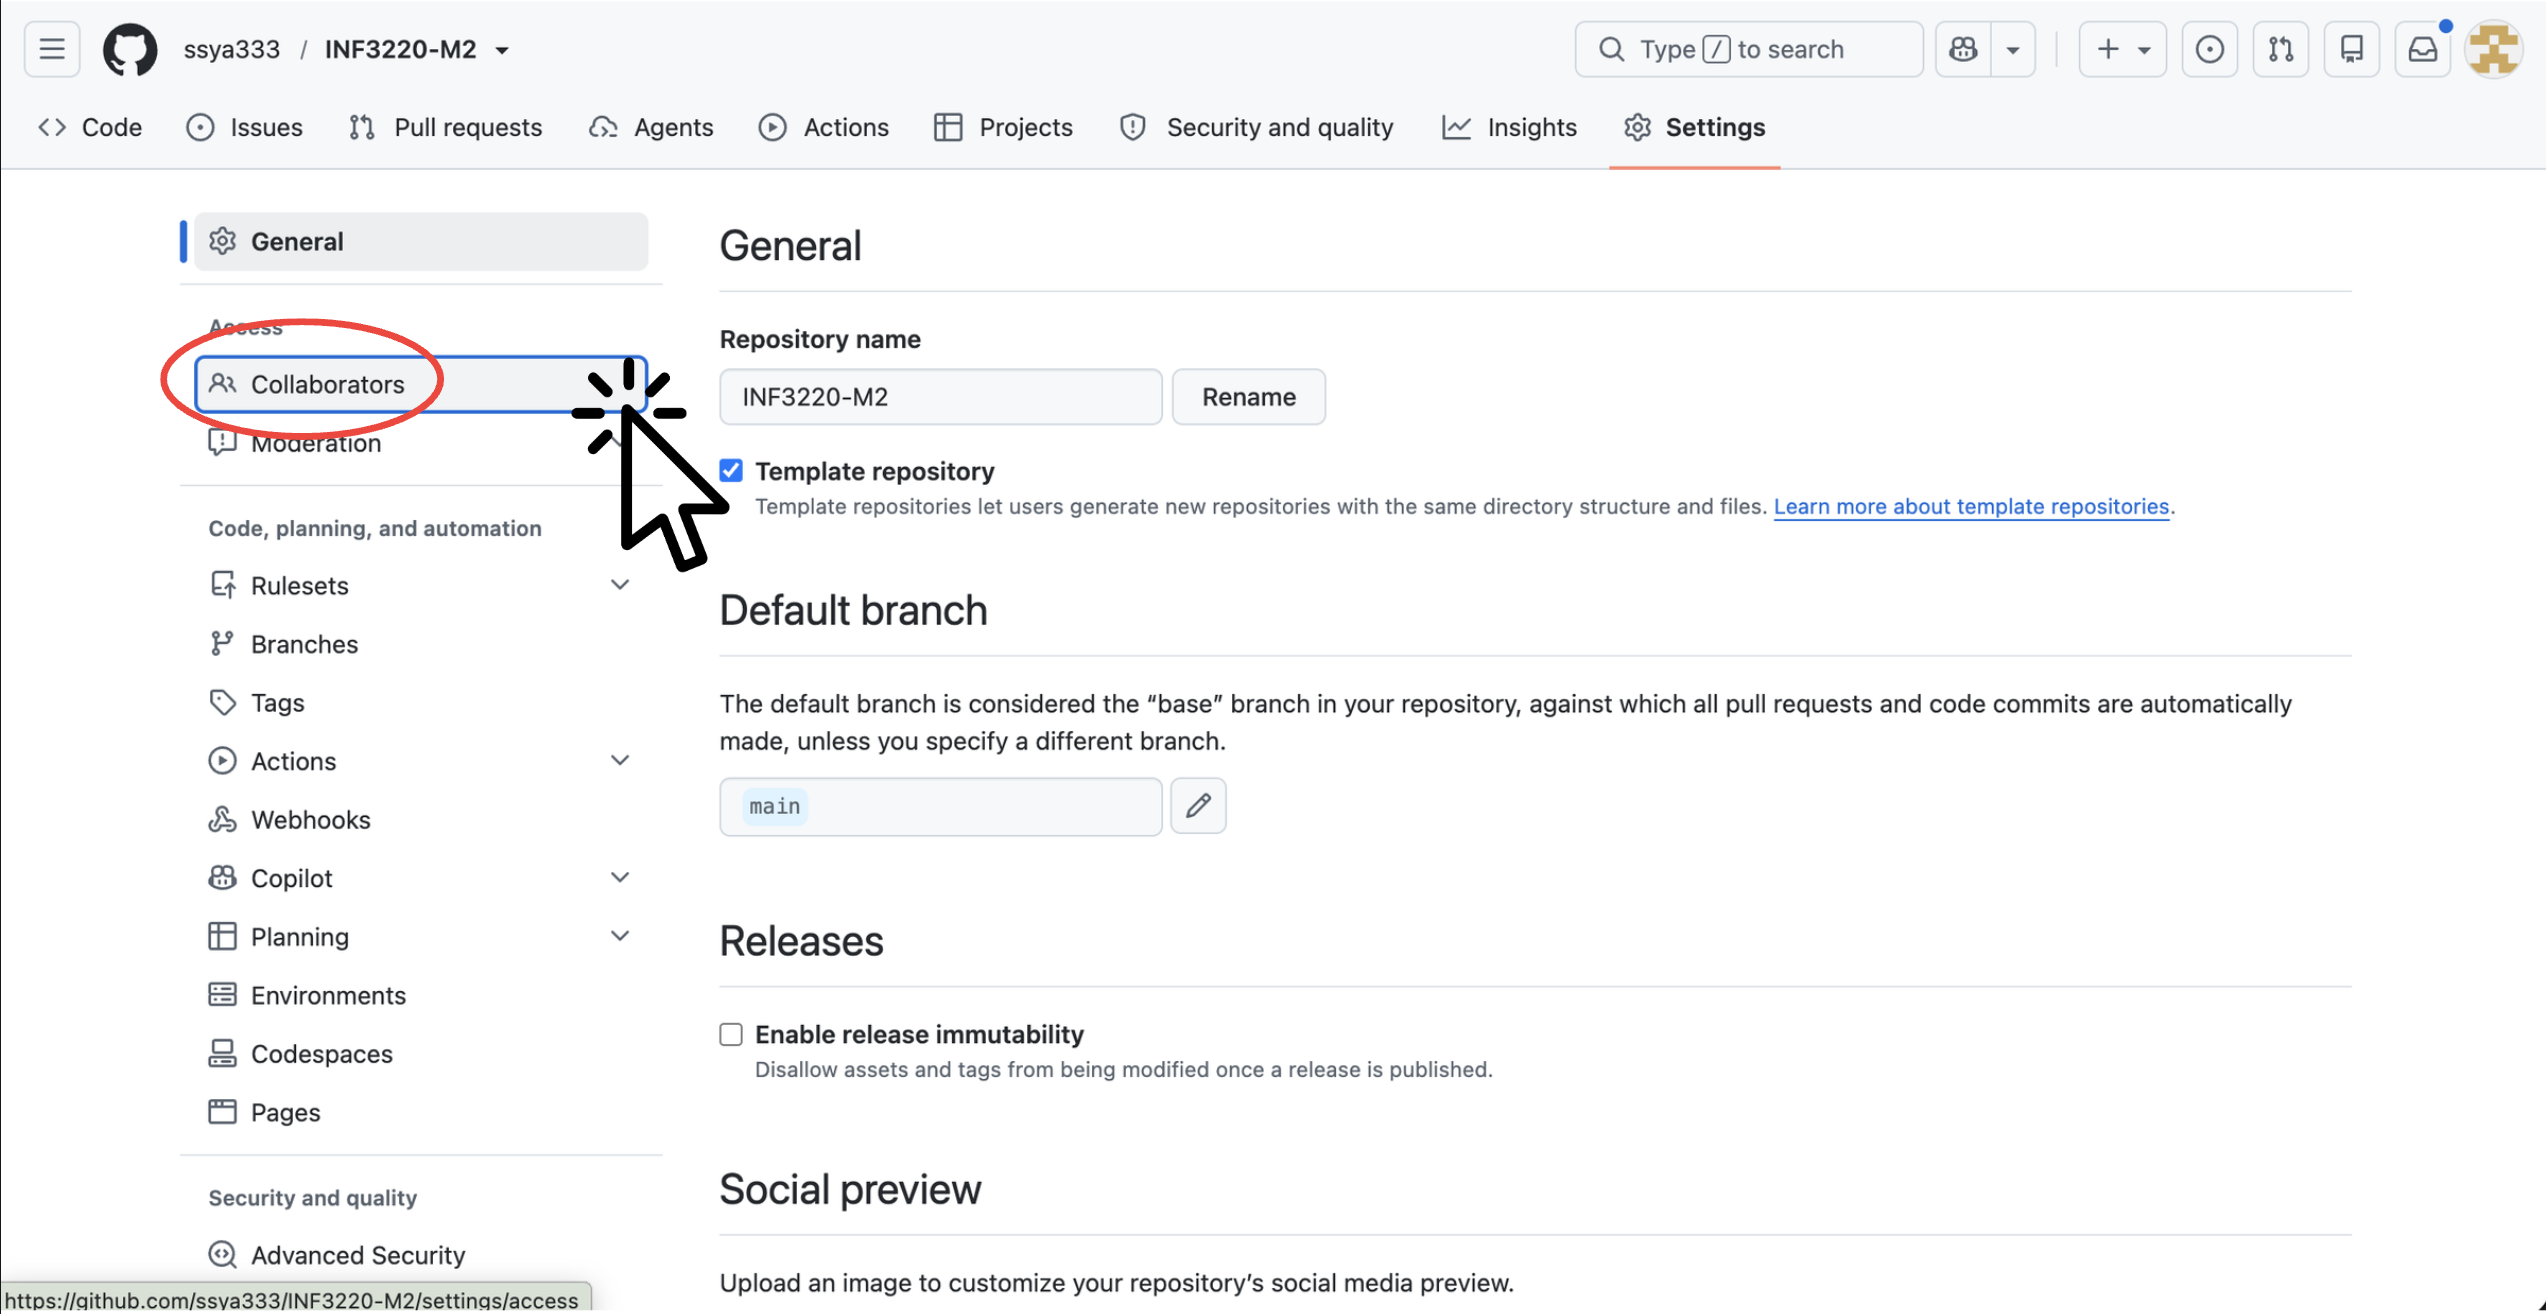 ssya333 / INF3220-M2
Type / to search
Code Issues Pull requests Agents Actions Projects Security and quality Insights Settings
General
Access
Collaborators
Moderation
Code, planning, and automation
Rulesets
Branches
Tags
Actions
Webhooks
Copilot
Planning
Environments
Codespaces
Pages
Security and quality
Advanced Security
https://github.com/ssya333/INF3220-M2/settings/access
General
Repository name
INF3220-M2 Rename
Template repository
Template repositories let users generate new repositories with the same directory structure and files. Learn more about template repositories.
Default branch
The default branch is considered the “base” branch in your repository, against which all pull requests and code commits are automatically
made, unless you specify a different branch.
main
Releases
Enable release immutability
Disallow assets and tags from being modified once a release is published.
Social preview
Upload an image to customize your repository’s social media preview.